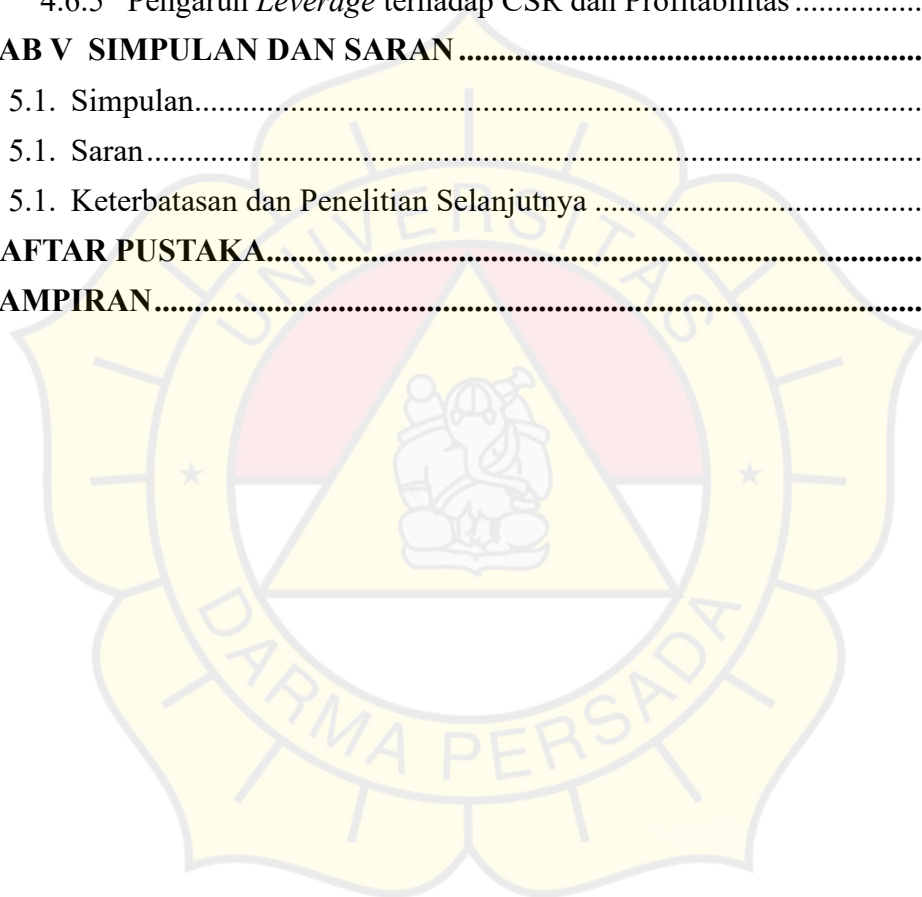 4.6.5 Pengaruh Leverage terhadap CSR dan Profitabilitas ................
AB V SIMPULAN DAN SARAN ................................................................
5.1. Simpulan................................................................................................
5.1. Saran................................................................................................
5.1. Keterbatasan dan Penelitian Selanjutnya ................................................
AFTAR PUSTAKA................................................................................................
AMPIRAN................................................................................................
UNIVERSITAS
DARMA PERSADA